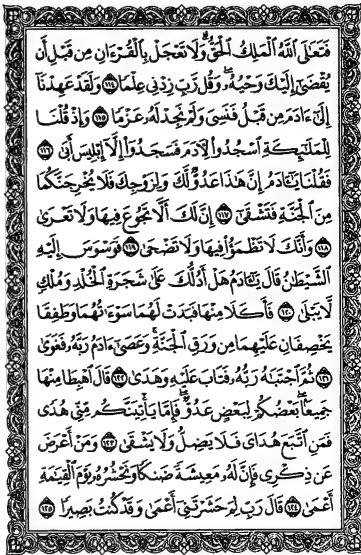 فَتَعَٰلَى ٱللَّهُ ٱلْمَلِكُ ٱلْحَقُّ ۗ وَلَا تَعْجَلْ بِٱلْقُرْءَانِ مِن قَبْلِ أَن
يُقْضَىٰٓ إِلَيْكَ وَحْيُهُۥ ۖ وَقُل رَّبِّ زِدْنِى عِلْمًا ١١٤ وَلَقَدْ عَهِدْنَآ
إِلَىٰٓ ءَادَمَ مِن قَبْلُ فَنَسِىَ وَلَمْ نَجِدْ لَهُۥ عَزْمًا ١١٥ وَإِذْ قُلْنَا
لِلْمَلَٰٓئِكَةِ ٱسْجُدُوا۟ لِءَادَمَ فَسَجَدُوٓا۟ إِلَّآ إِبْلِيسَ أَبَىٰ ١١٦
فَقُلْنَا يَٰٓـَٔادَمُ إِنَّ هَٰذَا عَدُوٌّ لَّكَ وَلِزَوْجِكَ فَلَا يُخْرِجَنَّكُمَا
مِنَ ٱلْجَنَّةِ فَتَشْقَىٰٓ ١١٧ إِنَّ لَكَ أَلَّا تَجُوعَ فِيهَا وَلَا تَعْرَىٰ
١١٨ وَأَنَّكَ لَا تَظْمَؤُا۟ فِيهَا وَلَا تَضْحَىٰ ١١٩ فَوَسْوَسَ إِلَيْهِ
ٱلشَّيْطَٰنُ قَالَ يَٰٓـَٔادَمُ هَلْ أَدُلُّكَ عَلَىٰ شَجَرَةِ ٱلْخُلْدِ وَمُلْكٍ
لَّا يَبْلَىٰ ١٢٠ فَأَكَلَا مِنْهَا فَبَدَتْ لَهُمَا سَوْءَٰتُهُمَا وَطَفِقَا
يَخْصِفَانِ عَلَيْهِمَا مِن وَرَقِ ٱلْجَنَّةِ ۚ وَعَصَىٰٓ ءَادَمُ رَبَّهُۥ فَغَوَىٰ
١٢١ ثُمَّ ٱجْتَبَٰهُ رَبُّهُۥ فَتَابَ عَلَيْهِ وَهَدَىٰ ١٢٢ قَالَ ٱهْبِطَا مِنْهَا
جَمِيعًۢا ۖ بَعْضُكُمْ لِبَعْضٍ عَدُوٌّ ۖ فَإِمَّا يَأْتِيَنَّكُم مِّنِّى هُدًى
فَمَنِ ٱتَّبَعَ هُدَاىَ فَلَا يَضِلُّ وَلَا يَشْقَىٰ ١٢٣ وَمَنْ أَعْرَضَ
عَن ذِكْرِى فَإِنَّ لَهُۥ مَعِيشَةً ضَنكًا وَنَحْشُرُهُۥ يَوْمَ ٱلْقِيَٰمَةِ
أَعْمَىٰ ١٢٤ قَالَ رَبِّ لِمَ حَشَرْتَنِىٓ أَعْمَىٰ وَقَدْ كُنتُ بَصِيرًا ١٢٥